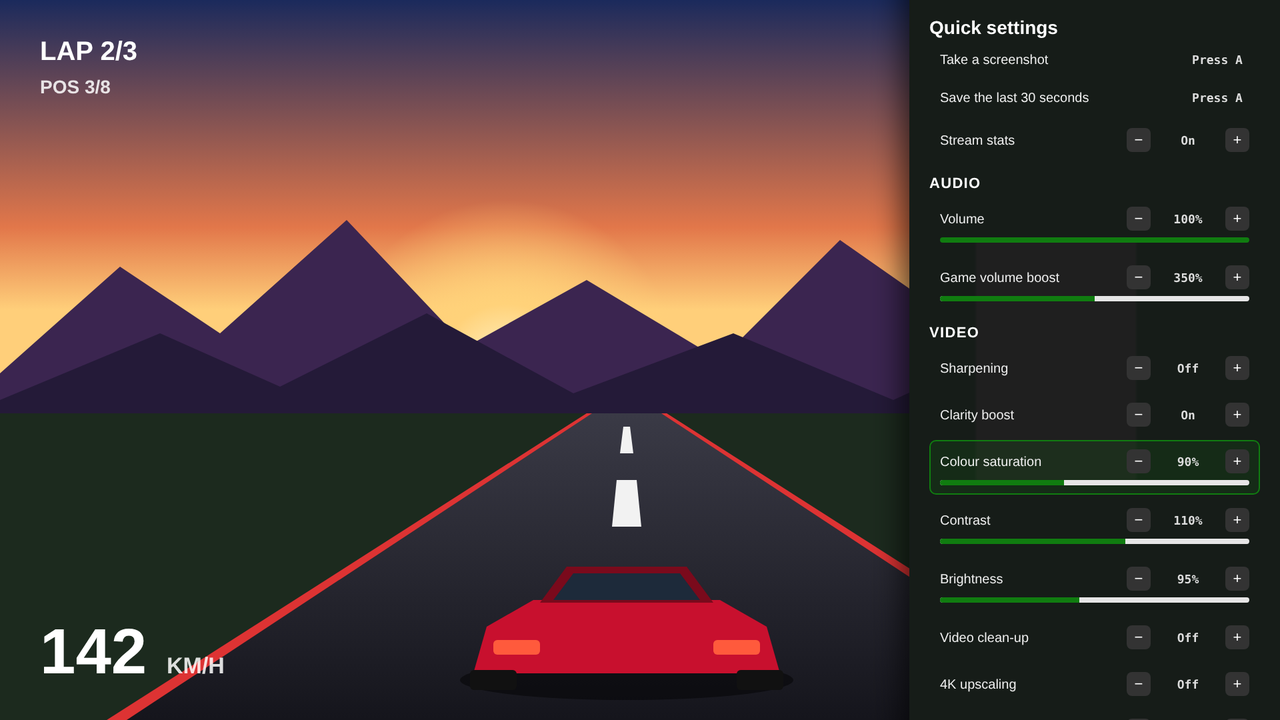 LAP 2/3
POS 3/8
142 KM/H
Quick settings
Take a screenshot Press A
Save the last 30 seconds Press A
Stream stats − On +
AUDIO
Volume − 100% +
Game volume boost − 350% +
VIDEO
Sharpening − Off +
Clarity boost − On +
Colour saturation − 90% +
Contrast − 110% +
Brightness − 95% +
Video clean-up − Off +
4K upscaling − Off +